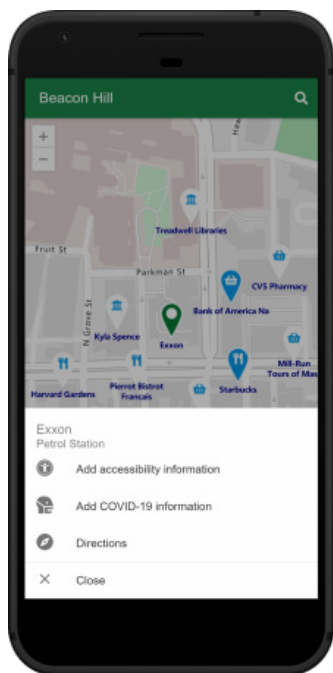 Beacon Hill
+
−
Treadwell Libraries
Fruit St
Parkman St
CVS Pharmacy
N Grove St
Bank of America Na
Kyla Spence
Exxon
Mill-Run
Tours of Mas
Harvard Gardens
Pierrot Bistrot
Francais
Starbucks
Exxon
Petrol Station
Add accessibility information
Add COVID-19 information
Directions
Close